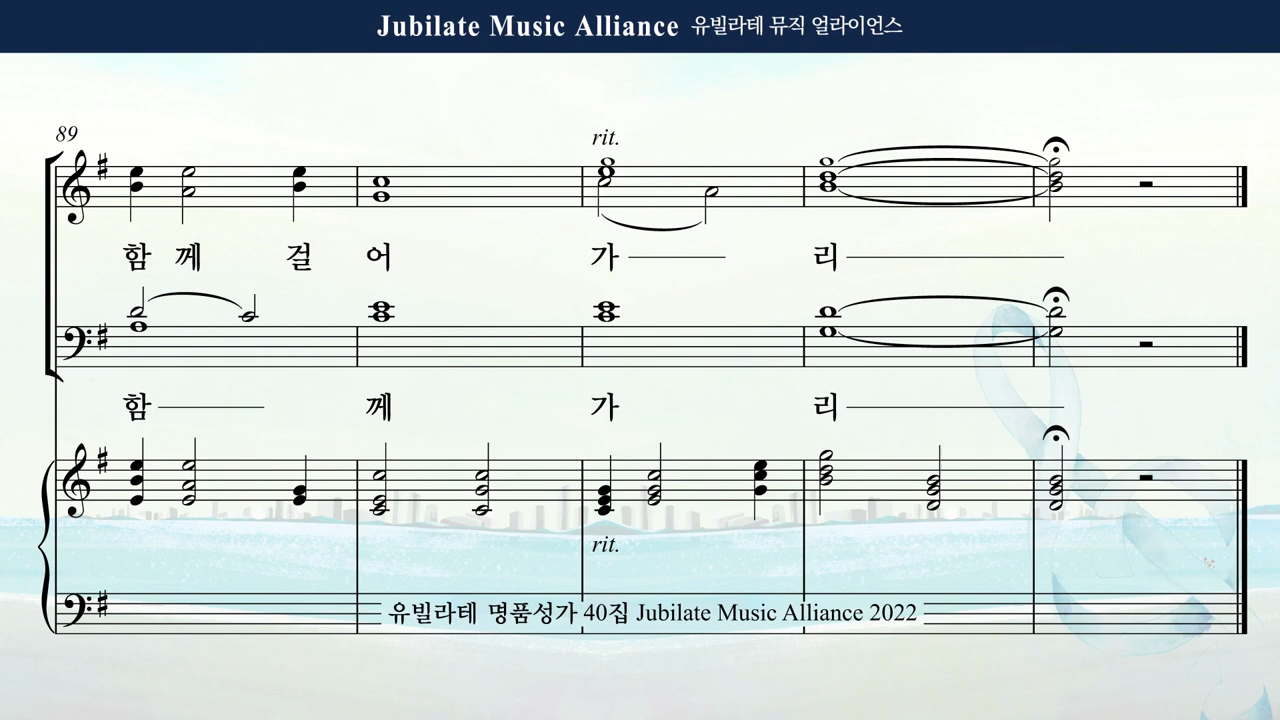 Jubilate Music Alliance 유빌라테 뮤직 얼라이언스
89
rit.
함 께 걸 어 가 리
함 께 가 리
rit.
유빌라테 명품성가 40집 Jubilate Music Alliance 2022